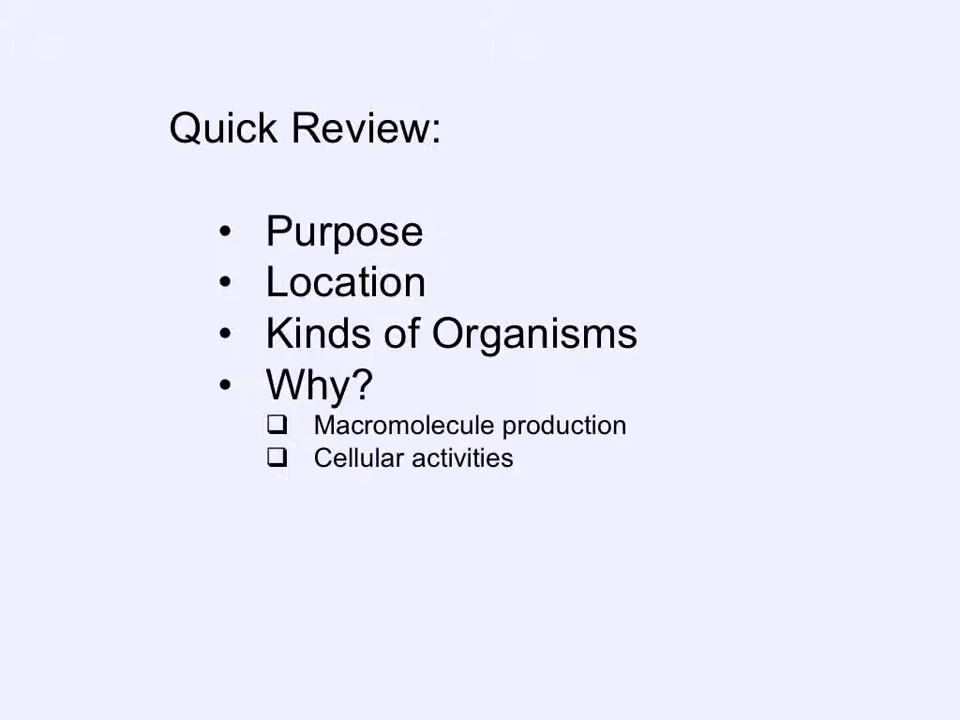 Quick Review:
• Purpose
• Location
• Kinds of Organisms
• Why?
❑ Macromolecule production
❑ Cellular activities